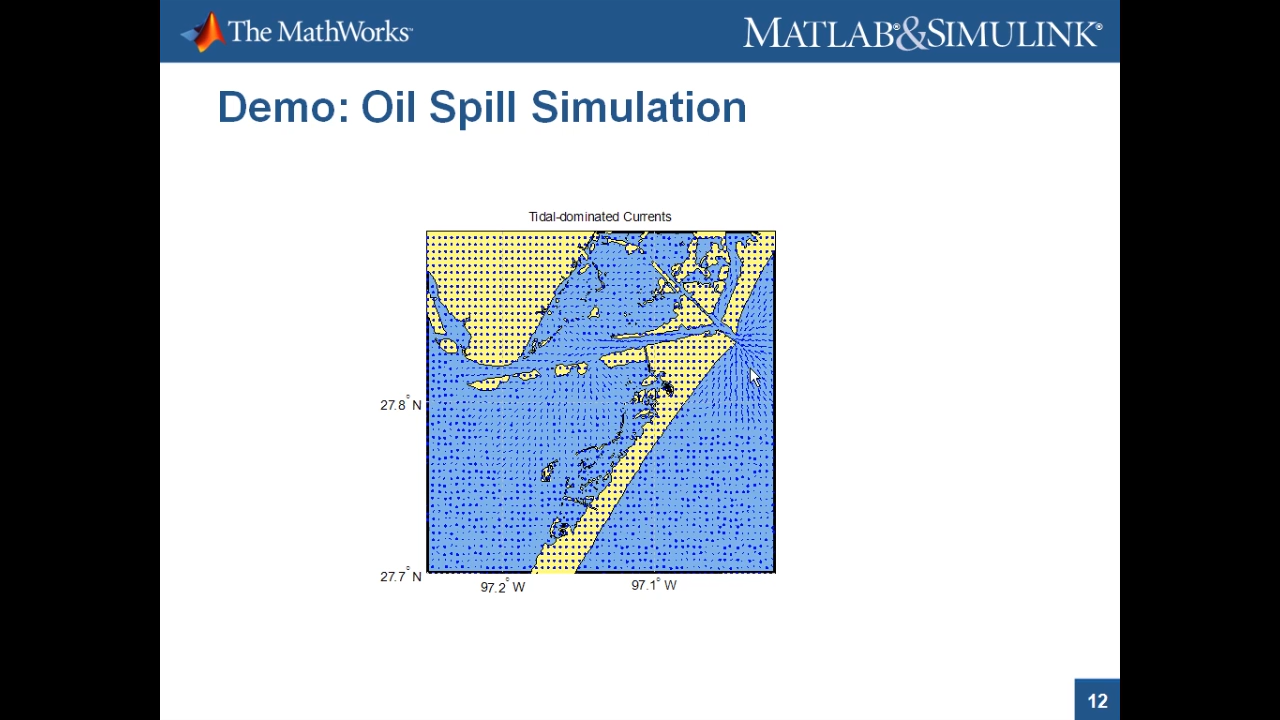 The MathWorks™
MATLAB®&SIMULINK®
Demo: Oil Spill Simulation
Tidal-dominated Currents
27.8° N
27.7° N
97.2° W
97.1° W
12